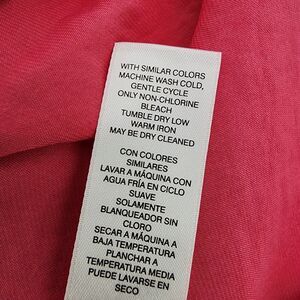 WITH SIMILAR COLORS
MACHINE WASH COLD,
GENTLE CYCLE
ONLY NON-CHLORINE
BLEACH
TUMBLE DRY LOW
WARM IRON
MAY BE DRY CLEANED
CON COLORES
SIMILARES
LAVAR A MÁQUINA CON
AGUA FRÍA EN CICLO
SUAVE
SOLAMENTE
BLANQUEADOR SIN
CLORO
SECAR A MÁQUINA A
BAJA TEMPERATURA
PLANCHAR A
TEMPERATURA MEDIA
PUEDE LAVARSE EN
SECO